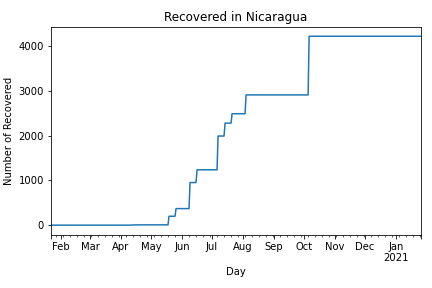 Recovered in Nicaragua
Number of Recovered
4000
3000
2000
1000
0
Feb Mar Apr May Jun Jul Aug Sep Oct Nov Dec Jan
2021
Day